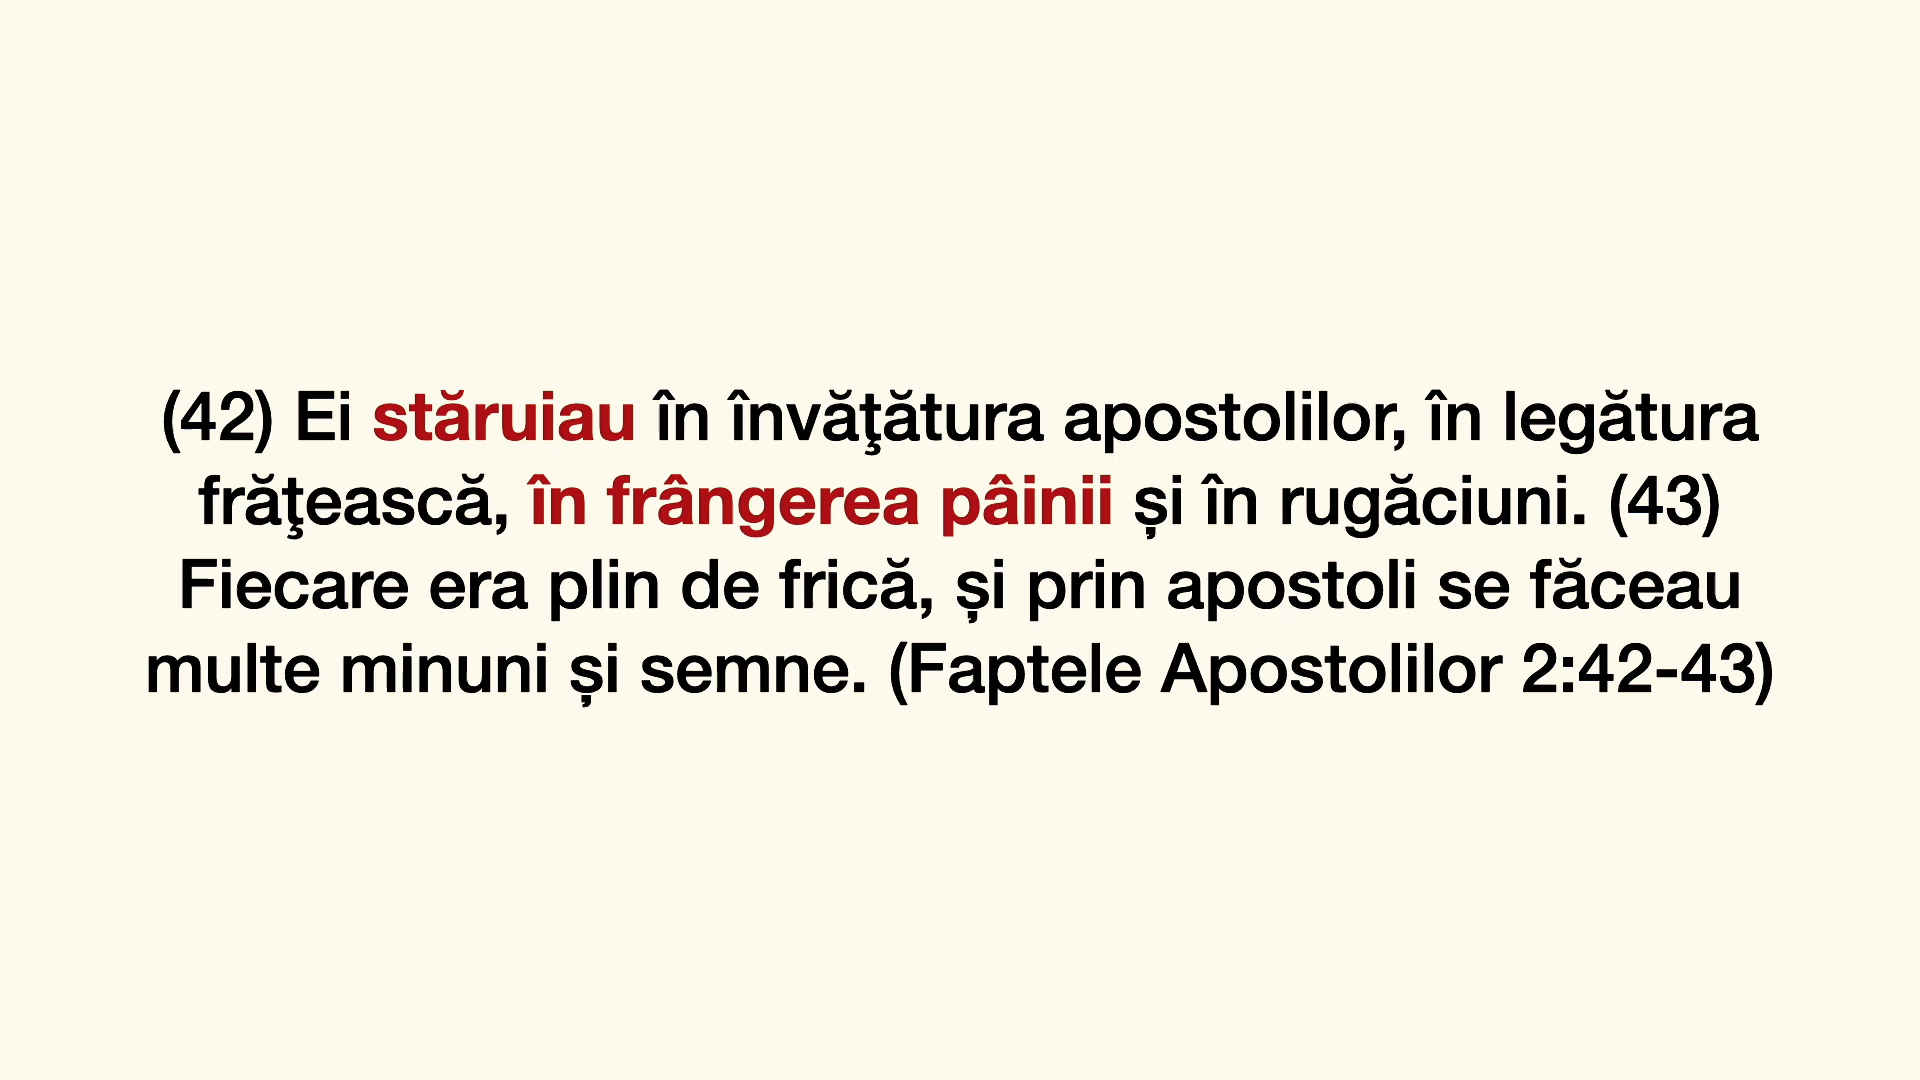 (42) Ei stăruiau în învăţătura apostolilor, în legătura
frăţească, în frângerea pâinii și în rugăciuni. (43)
Fiecare era plin de frică, și prin apostoli se făceau
multe minuni și semne. (Faptele Apostolilor 2:42-43)